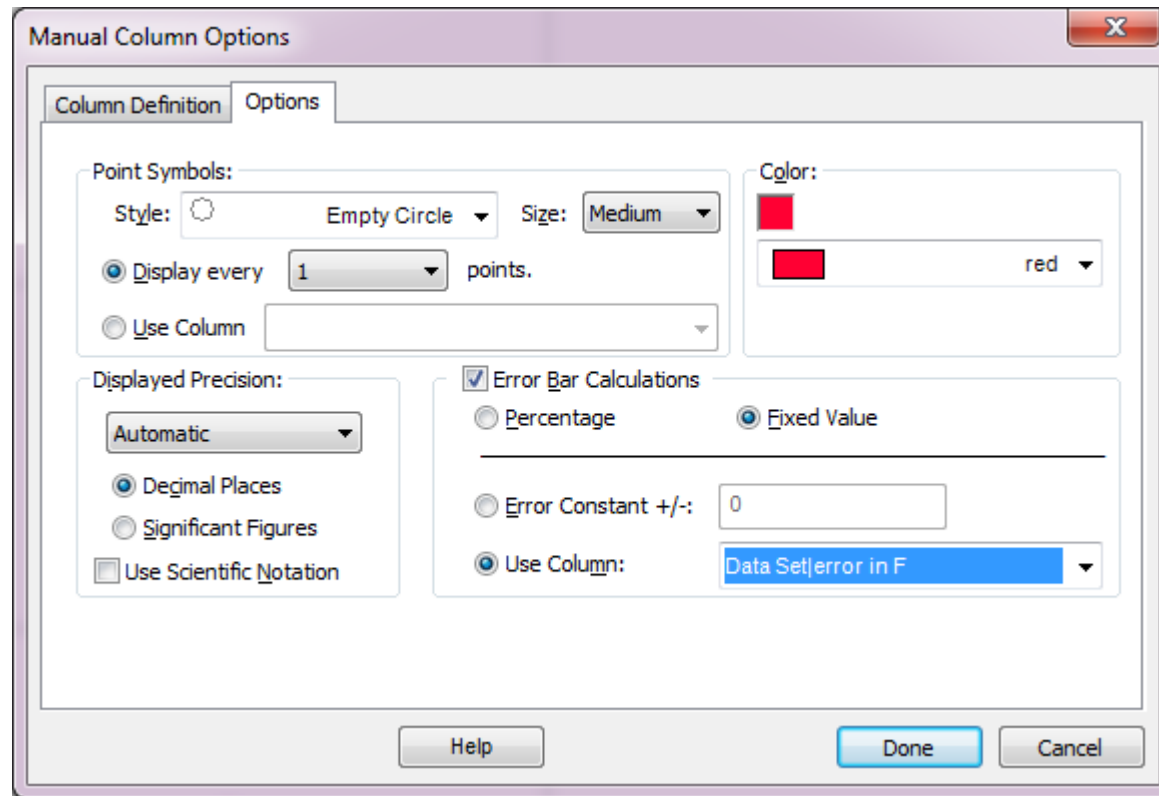 Manual Column Options
Column Definition
Options
Point Symbols:
Style:
Empty Circle
Size:
Medium
Display every
1
points.
Use Column
Color:
red
Displayed Precision:
Automatic
Decimal Places
Significant Figures
Use Scientific Notation
Error Bar Calculations
Percentage
Fixed Value
Error Constant +/-:
0
Use Column:
Data Set|error in F
Help
Done
Cancel